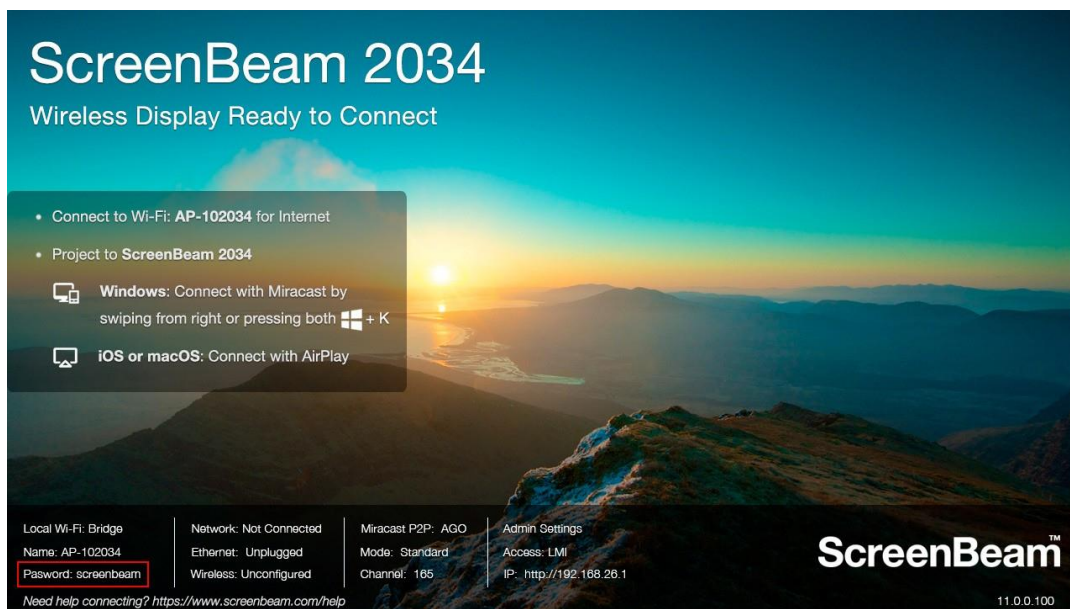 ScreenBeam 2034
Wireless Display Ready to Connect
• Connect to Wi-Fi: AP-102034 for Internet
• Project to ScreenBeam 2034
Windows: Connect with Miracast by
swiping from right or pressing both + K
iOS or macOS: Connect with AirPlay
Local Wi-Fi: Bridge
Name: AP-102034
Pasword: screenbeam
Network: Not Connected
Ethernet: Unplugged
Wireless: Unconfigured
Miracast P2P: AGO
Mode: Standard
Channel: 165
Admin Settings
Access: LMI
IP: http://192.168.26.1
ScreenBeam™
Need help connecting? https://www.screenbeam.com/help
11.0.0.100